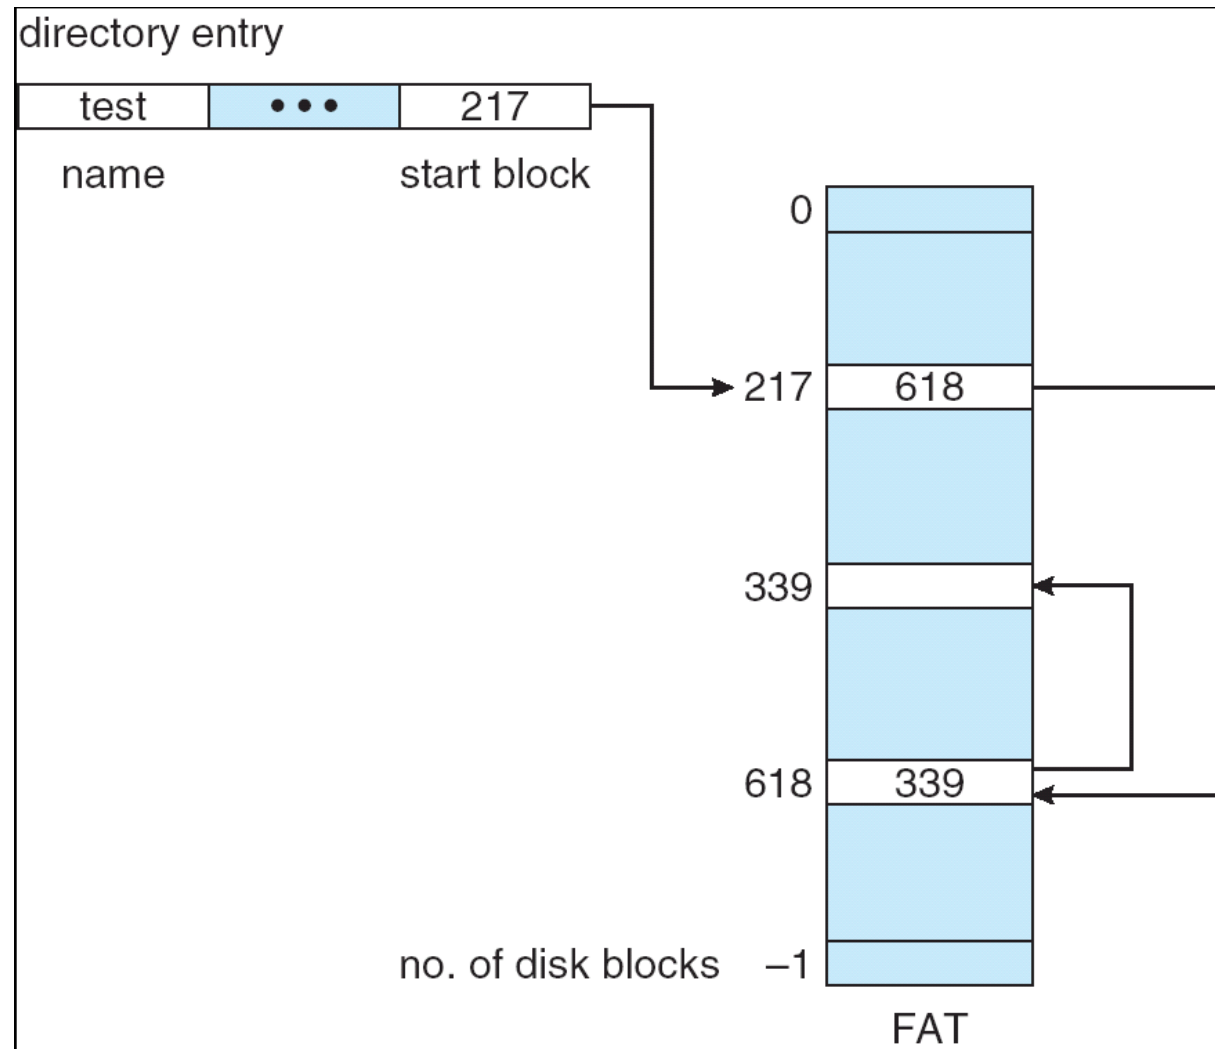 directory entry
test ••• 217
name start block
0
217 618
339
618 339
no. of disk blocks –1
FAT